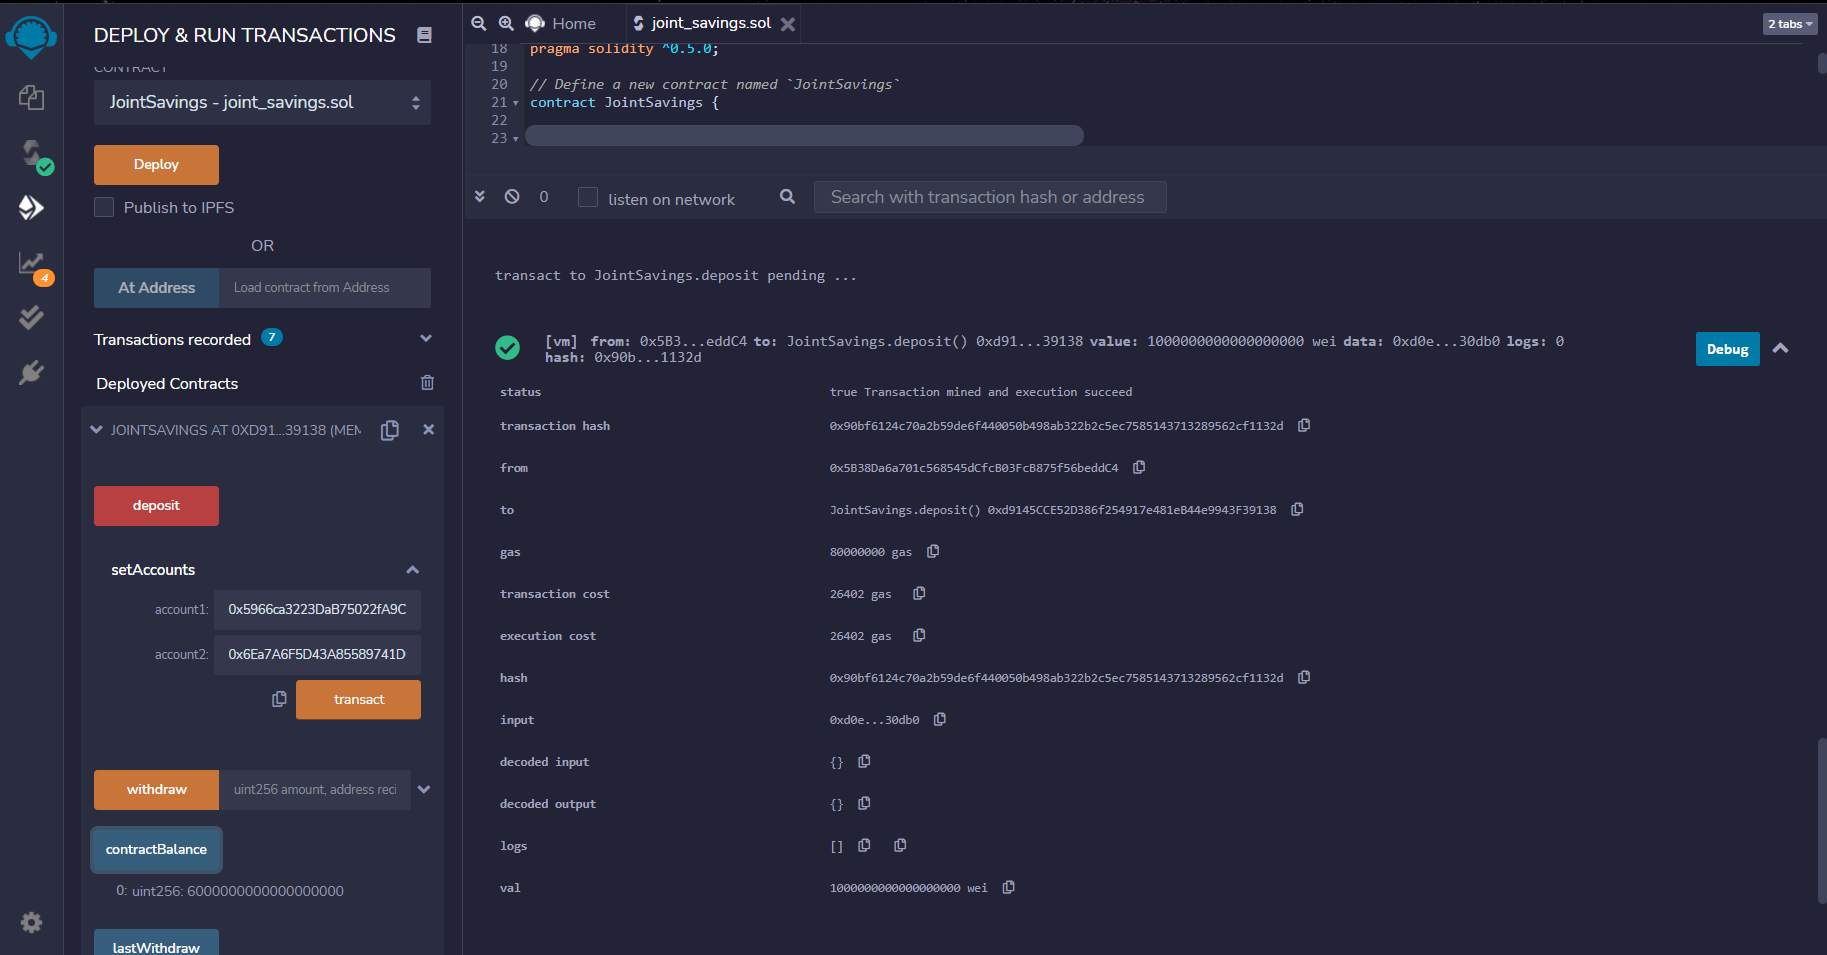 DEPLOY & RUN TRANSACTIONS
CONTRACT
JointSavings - joint_savings.sol
Deploy
Publish to IPFS
OR
At Address
Load contract from Address
Transactions recorded 7
Deployed Contracts
JOINTSAVINGS AT 0XD91...39138 (MEM
deposit
setAccounts
account1: 0x5966ca3223DaB75022fA9C
account2: 0x6Ea7A6F5D43A85589741D
transact
withdraw
uint256 amount, address reci
contractBalance
0: uint256: 6000000000000000000
lastWithdraw
4
Home
joint_savings.sol
2 tabs
18 pragma solidity ^0.5.0;
19
20 // Define a new contract named `JointSavings`
21 contract JointSavings {
22
23
0
listen on network
Search with transaction hash or address
transact to JointSavings.deposit pending ...
[vm] from: 0x5B3...eddC4 to: JointSavings.deposit() 0xd91...39138 value: 1000000000000000000 wei data: 0xd0e...30db0 logs: 0
hash: 0x90b...1132d
Debug
status true Transaction mined and execution succeed
transaction hash 0x90bf6124c70a2b59de6f440050b498ab322b2c5ec7585143713289562cf1132d
from 0x5B38Da6a701c568545dCfcB03FcB875f56beddC4
to JointSavings.deposit() 0xd9145CCE52D386f254917e481eB44e9943F39138
gas 80000000 gas
transaction cost 26402 gas
execution cost 26402 gas
hash 0x90bf6124c70a2b59de6f440050b498ab322b2c5ec7585143713289562cf1132d
input 0xd0e...30db0
decoded input {}
decoded output {}
logs []
val 1000000000000000000 wei